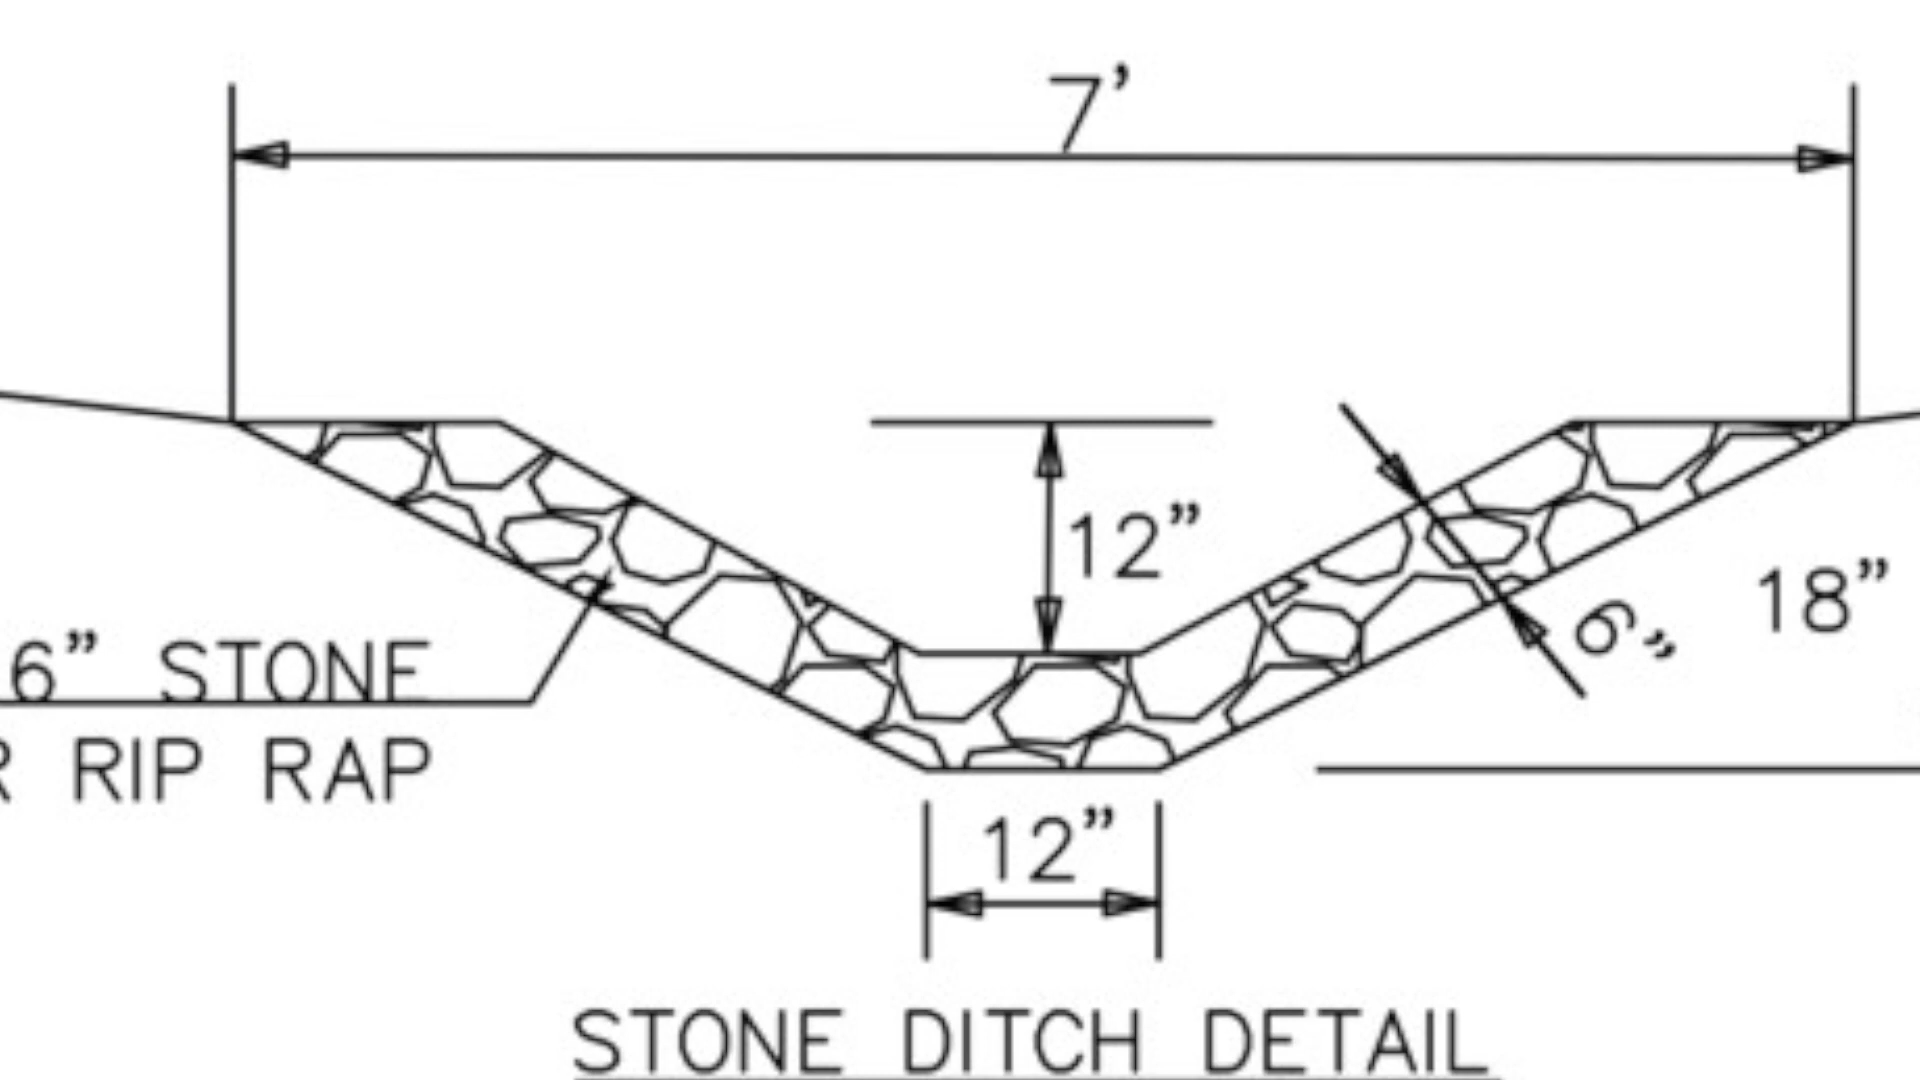 7'
12"
6"
18"
6" STONE
R RIP RAP
12"
STONE DITCH DETAIL